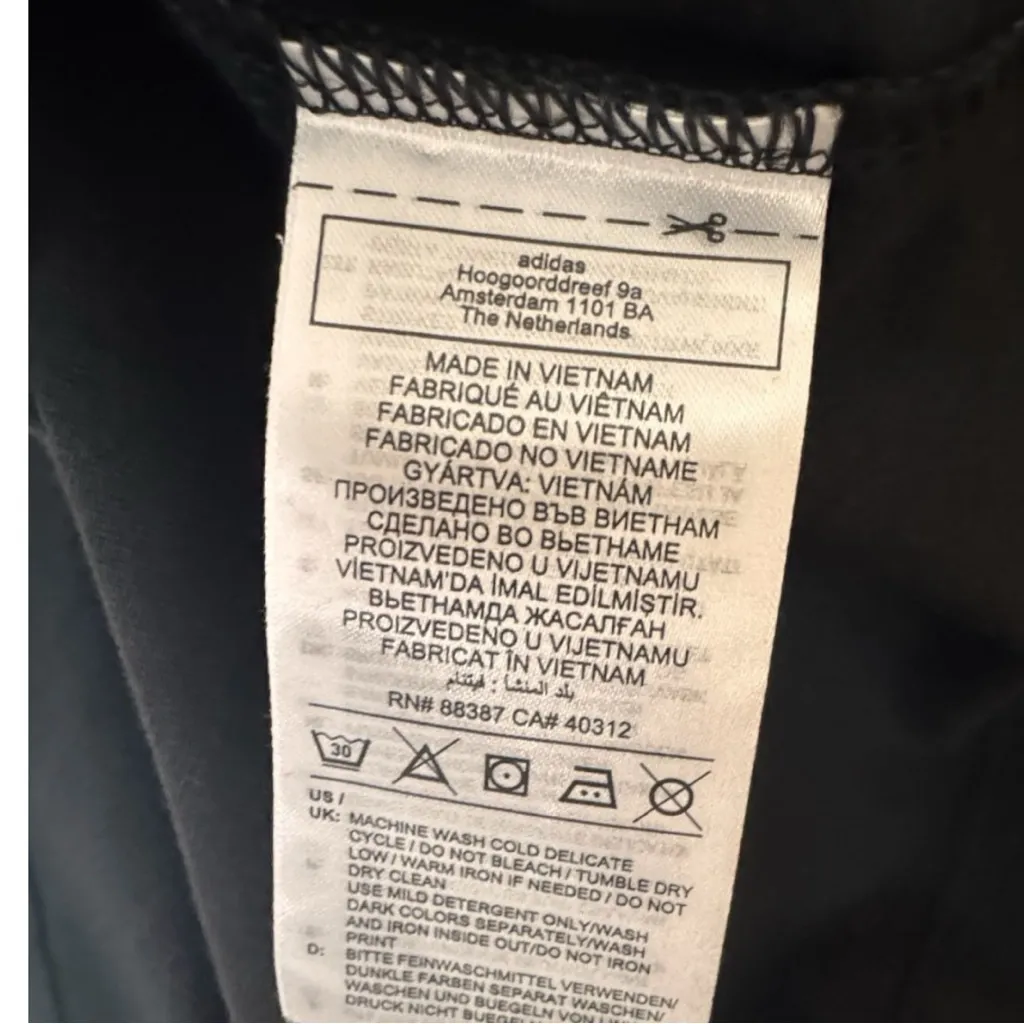 adidas
Hoogoorddreef 9a
Amsterdam 1101 BA
The Netherlands
MADE IN VIETNAM
FABRIQUÉ AU VIÊTNAM
FABRICADO EN VIETNAM
FABRICADO NO VIETNAME
GYÁRTVA: VIETNÁM
ПРОИЗВЕДЕНО ВЪВ ВИЕТНАМ
СДЕЛАНО ВО ВЬЕТНАМЕ
PROIZVEDENO U VIJETNAMU
VİETNAM'DA İMAL EDİLMİŞTİR.
ВЬЕТНАМДА ЖАСАЛҒАН
PROIZVEDENO U VIJETNAMU
FABRICAT ÎN VIETNAM
بلد المنشأ : فيتنام
RN# 88387 CA# 40312
30
US /
UK: MACHINE WASH COLD DELICATE
CYCLE / DO NOT BLEACH / TUMBLE DRY
LOW / WARM IRON IF NEEDED / DO NOT
DRY CLEAN
USE MILD DETERGENT ONLY/WASH
DARK COLORS SEPARATELY/WASH
AND IRON INSIDE OUT/DO NOT IRON
PRINT
D: BITTE FEINWASCHMITTEL VERWENDEN/
DUNKLE FARBEN SEPARAT WASCHEN/
WASCHEN UND BUEGELN VON
DRUCK NICHT